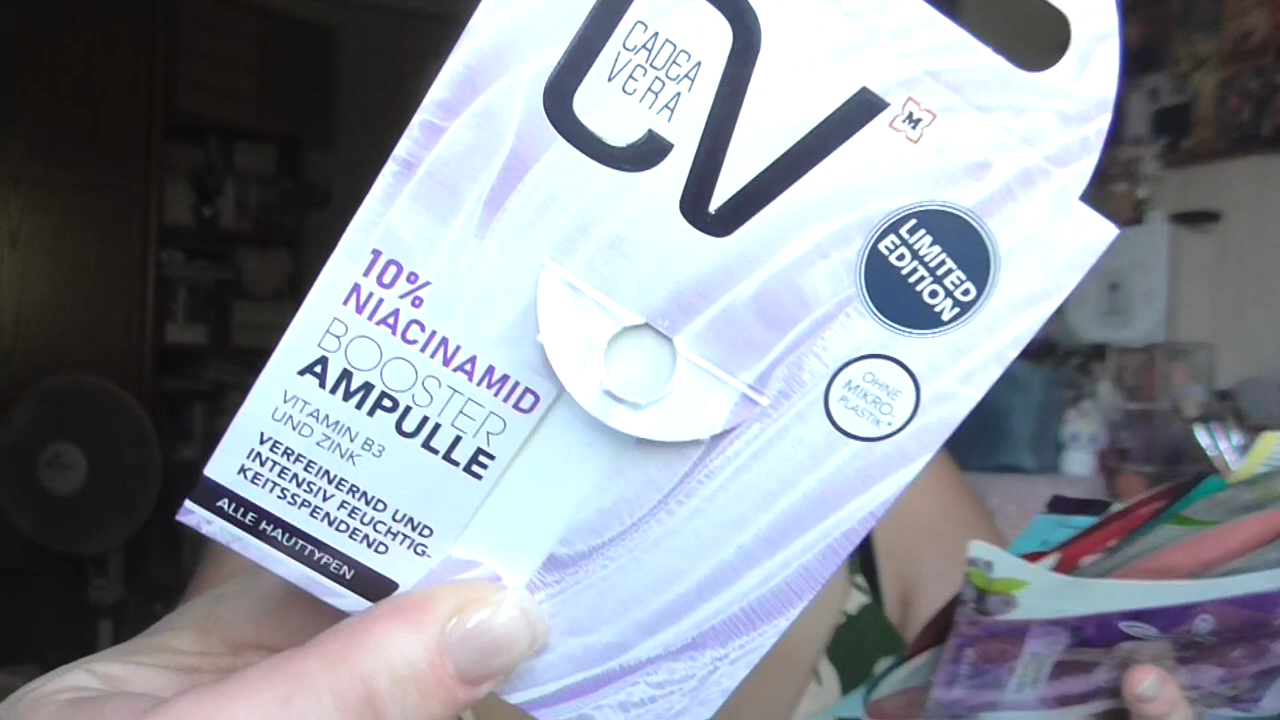 CV
CADEA
VERA
M
LIMITED
EDITION
OHNE
MIKRO-
PLASTIK*
10%
NIACINAMID
BOOSTER
AMPULLE
VITAMIN B3
UND ZINK
VERFEINERND UND
INTENSIV FEUCHTIG-
KEITSSPENDEND
ALLE HAUTTYPEN